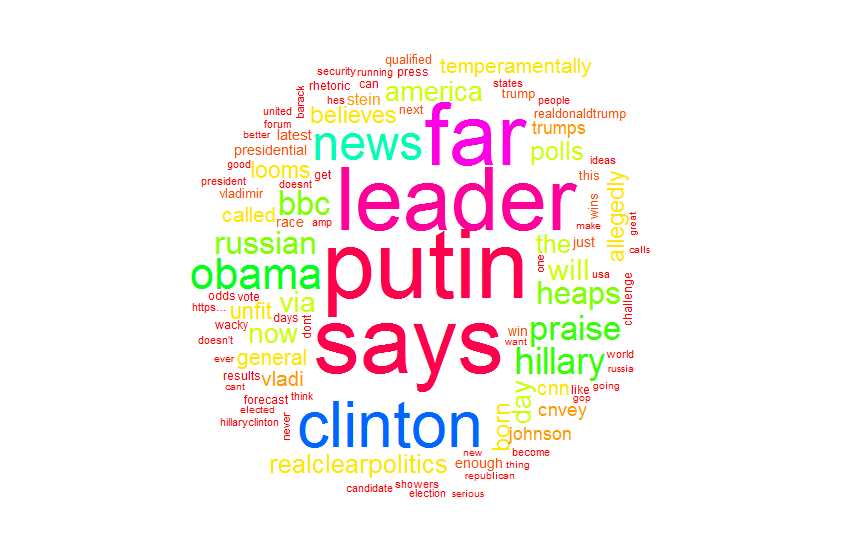 qualified
security running press temperamentally
rhetoric can states
barack hes stein america trump people
united believes next far realdonaldtrump
forum trumps
better latest news polls
presidential ideas
good looms get leader this
president doesnt wins
vladimir bbc allegedly
called race amp make great
russian putin the just calls
obama will one usa
odds vote via heaps challenge
https...
wacky unfit days dont says praise
doesn't now win want
ever general hillary world
results vladi russia
cant cnn like going
forecast think day gop
elected clinton born cnvey
hillaryclinton never johnson
new become
realclearpolitics enough thing
republican
candidate showers
election serious